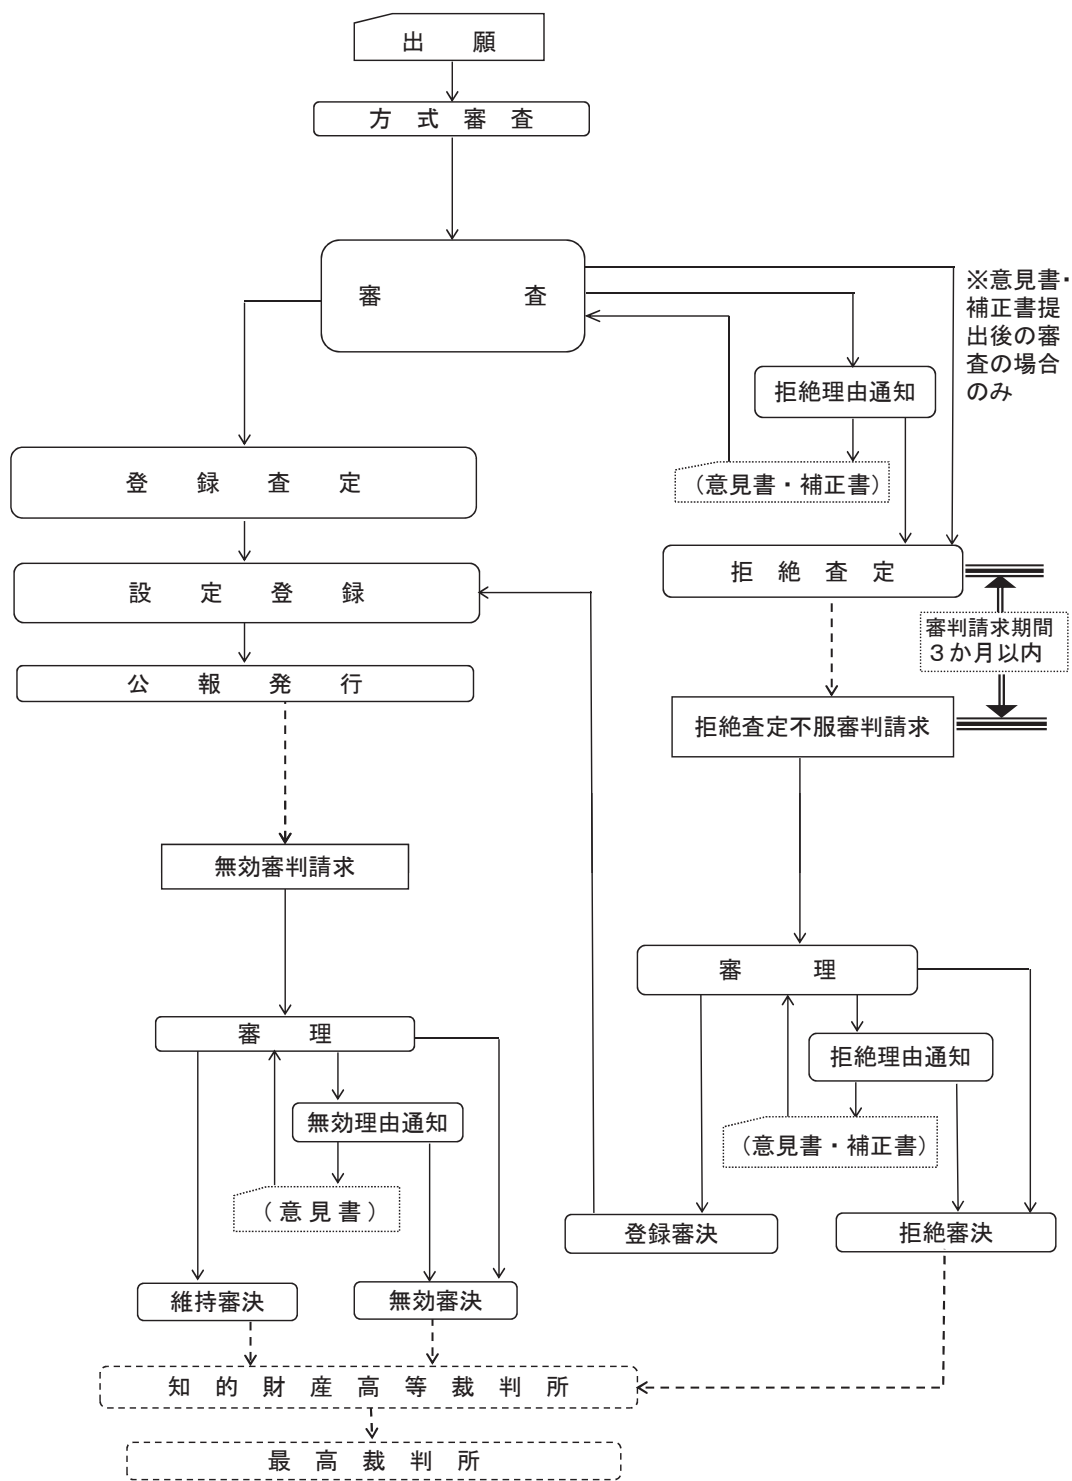 出願
方式審査
審査
※意見書・
補正書提
出後の審
査の場合
のみ
拒絶理由通知
（意見書・補正書）
登録査定
拒絶査定
設定登録
審判請求期間
３か月以内
公報発行
拒絶査定不服審判請求
無効審判請求
審理
審理
拒絶理由通知
無効理由通知
（意見書・補正書）
（意見書）
登録審決
拒絶審決
維持審決
無効審決
知的財産高等裁判所
最高裁判所